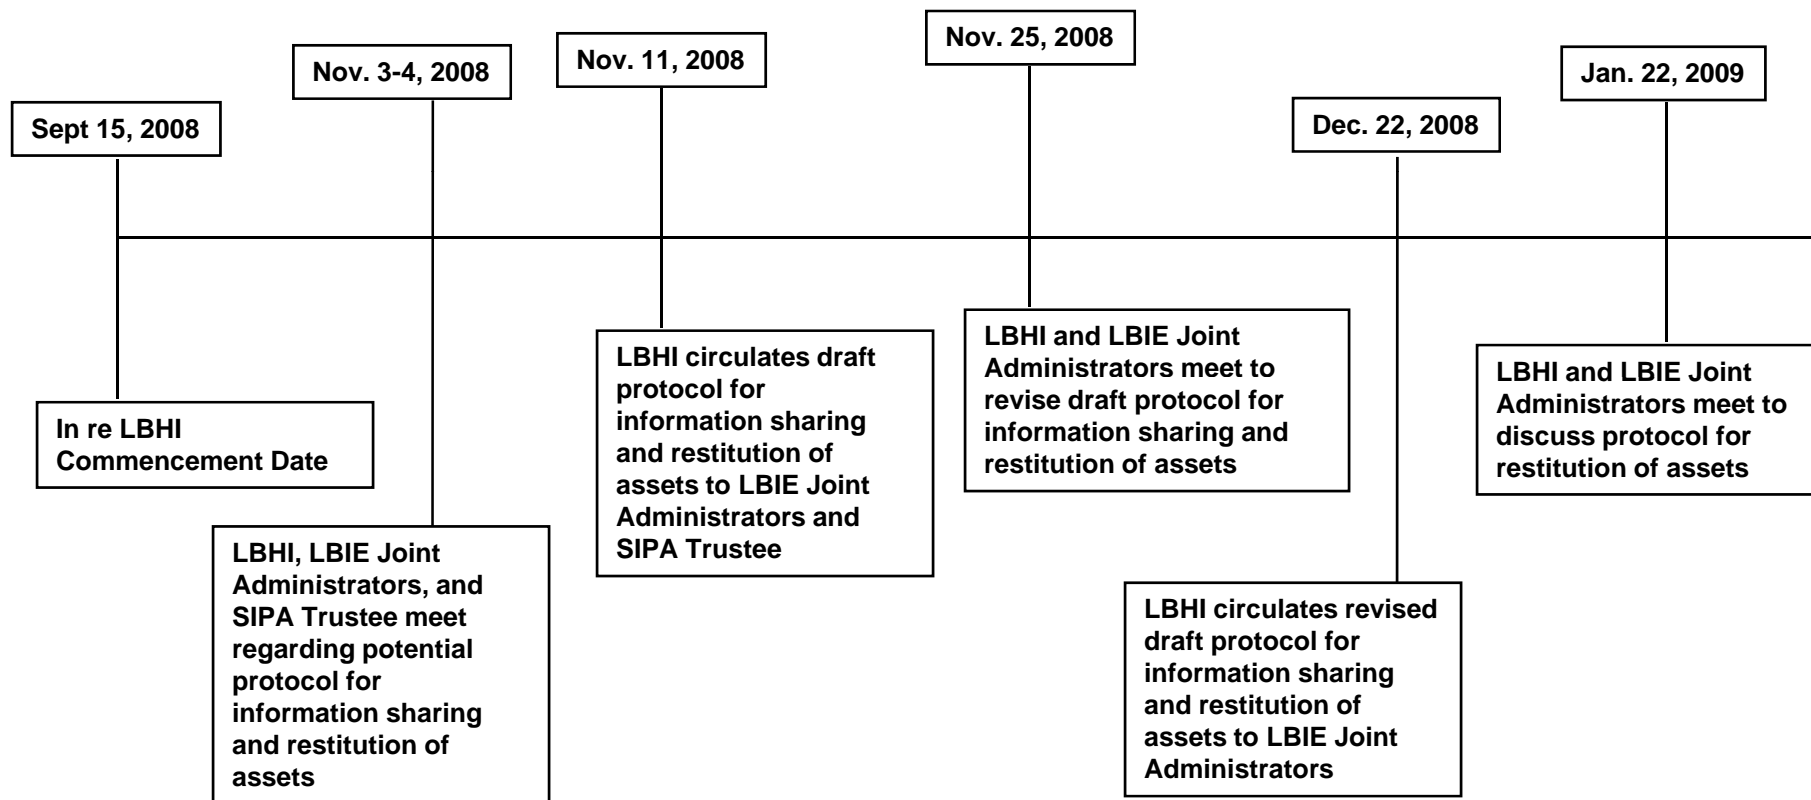 Sept 15, 2008
In re LBHI
Commencement Date
Nov. 3-4, 2008
LBHI, LBIE Joint
Administrators, and
SIPA Trustee meet
regarding potential
protocol for
information sharing
and restitution of
assets
Nov. 11, 2008
LBHI circulates draft
protocol for
information sharing
and restitution of
assets to LBIE Joint
Administrators and
SIPA Trustee
Nov. 25, 2008
LBHI and LBIE Joint
Administrators meet to
revise draft protocol for
information sharing and
restitution of assets
Dec. 22, 2008
LBHI circulates revised
draft protocol for
information sharing
and restitution of
assets to LBIE Joint
Administrators
Jan. 22, 2009
LBHI and LBIE Joint
Administrators meet to
discuss protocol for
restitution of assets